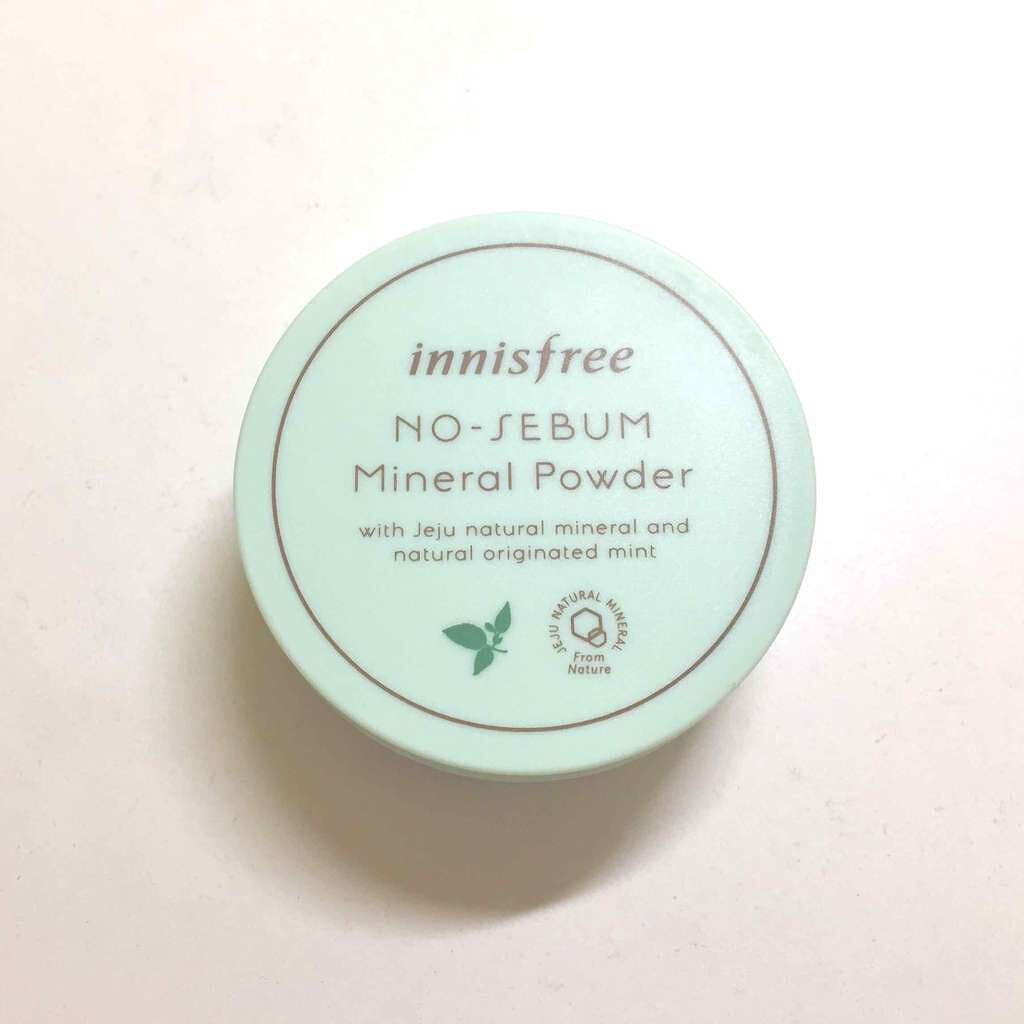 innisfree
NO-SEBUM
Mineral Powder
with Jeju natural mineral and
natural originated mint
JEJU NATURAL MINERAL
From
Nature